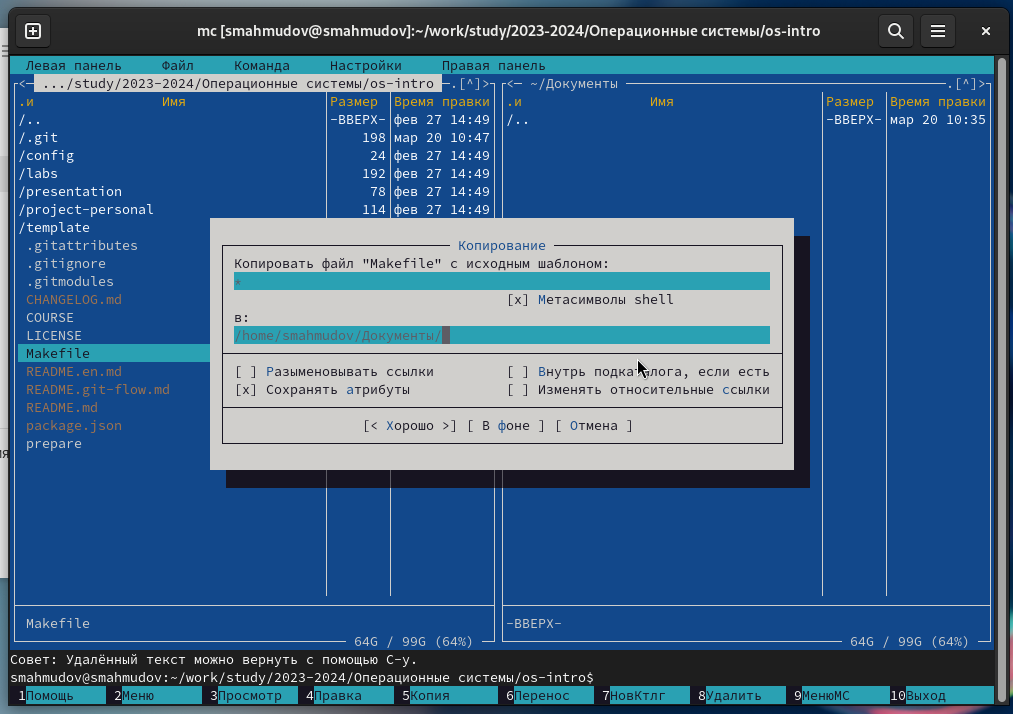 mc [smahmudov@smahmudov]:~/work/study/2023-2024/Операционные системы/os-intro
Левая панель Файл Команда Настройки Правая панель
<— .../study/2023-2024/Операционные системы/os-intro —.[^]>
.и Имя Размер Время правки
/.. -ВВЕРХ- фев 27 14:49
/.git 198 мар 20 10:47
/config 24 фев 27 14:49
/labs 192 фев 27 14:49
/presentation 78 фев 27 14:49
/project-personal 114 фев 27 14:49
/template
.gitattributes
.gitignore
.gitmodules
CHANGELOG.md
COURSE
LICENSE
Makefile
README.en.md
README.git-flow.md
README.md
package.json
prepare
Makefile
64G / 99G (64%)
<— ~/Документы .[^]>
.и Имя Размер Время правки
/.. -ВВЕРХ- мар 20 10:35
-ВВЕРХ-
64G / 99G (64%)
Копирование
Копировать файл "Makefile" с исходным шаблоном:
*
[x] Метасимволы shell
в:
/home/smahmudov/Документы/
[ ] Разыменовывать ссылки [ ] Внутрь подкаталога, если есть
[x] Сохранять атрибуты [ ] Изменять относительные ссылки
[< Хорошо >] [ В фоне ] [ Отмена ]
Совет: Удалённый текст можно вернуть с помощью C-y.
smahmudov@smahmudov:~/work/study/2023-2024/Операционные системы/os-intro$
1Помощь 2Меню 3Просмотр 4Правка 5Копия 6Перенос 7НовКтлг 8Удалить 9МенюМС 10Выход